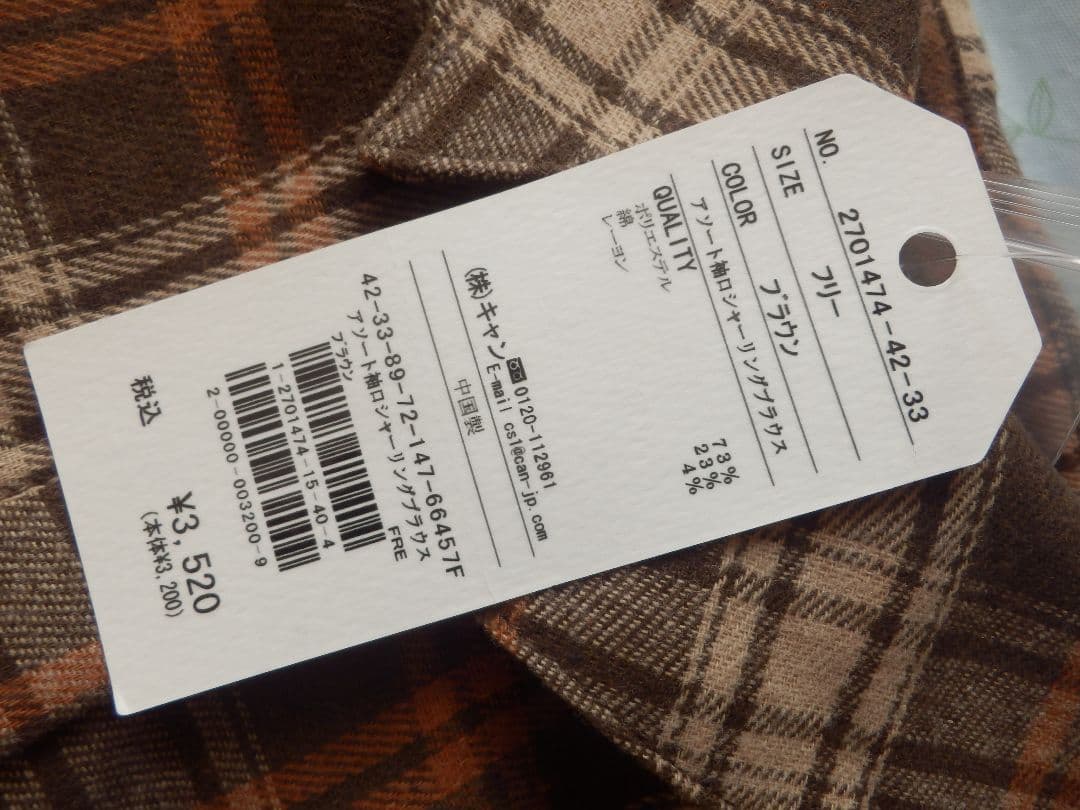 NO. 2701474-42-33
SIZE フリー
COLOR ブラウン
アソート袖口シャーリングブラウス
QUALITY
ポリエステル 73%
綿 23%
レーヨン 4%
(株)キャン 0120-112961
E-mail cs1@can-jp.com
中国製
42-33-89-72-147-66457F
アソート袖口シャーリングブラウス
ブラウン FRE
1-2701474-15-40-4
2-00000-003200-9
税込 ¥3,520
(本体¥3,200)